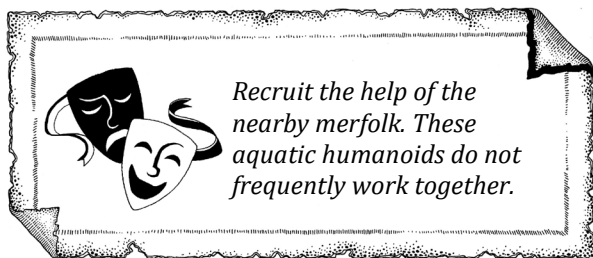 Recruit the help of the
nearby merfolk. These
aquatic humanoids do not
frequently work together.